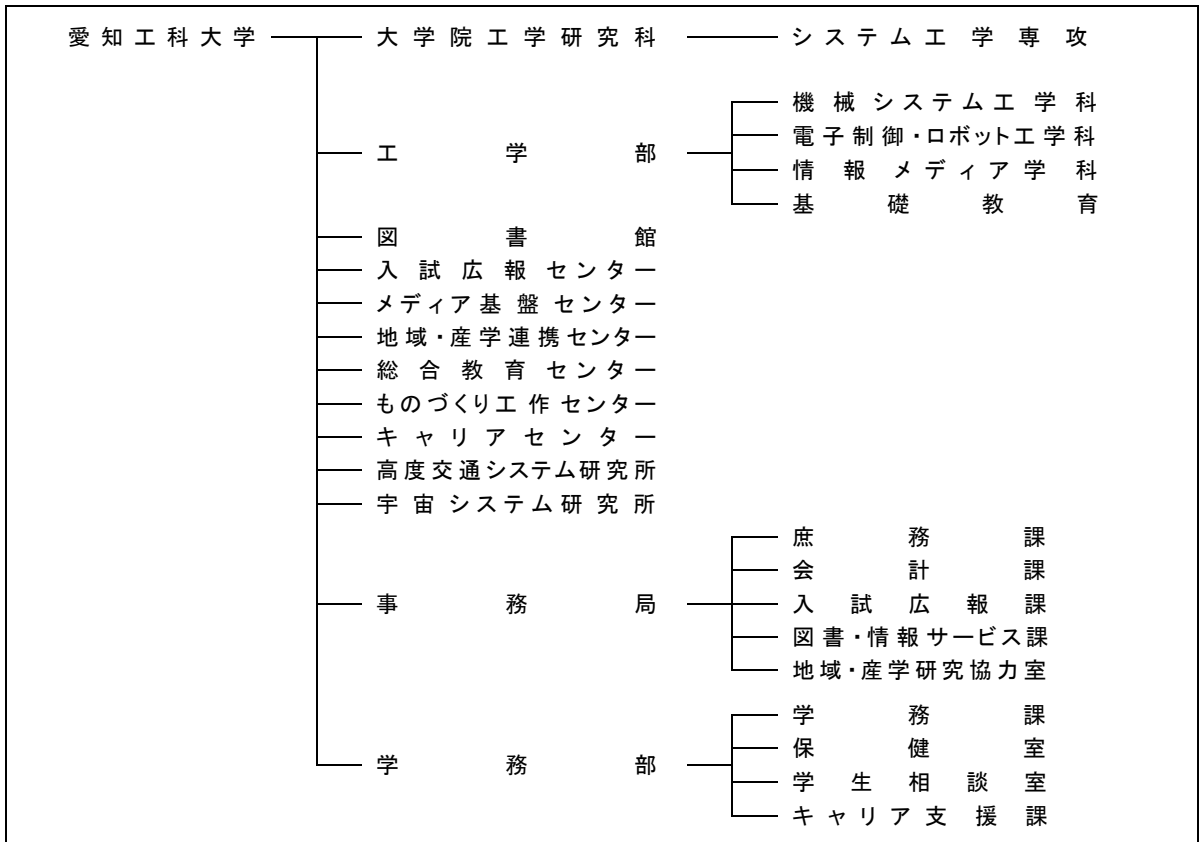 愛知工科大学 大学院工学研究科 システム工学専攻
機械システム工学科
電子制御・ロボット工学科
工学部
情報メディア学科
基礎教育
図書館
入試広報センター
メディア基盤センター
地域・産学連携センター
総合教育センター
ものづくり工作センター
キャリアセンター
高度交通システム研究所
宇宙システム研究所
庶務課
会計課
事務局 入試広報課
図書・情報サービス課
地域・産学研究協力室
学務課
保健室
学務部
学生相談室
キャリア支援課